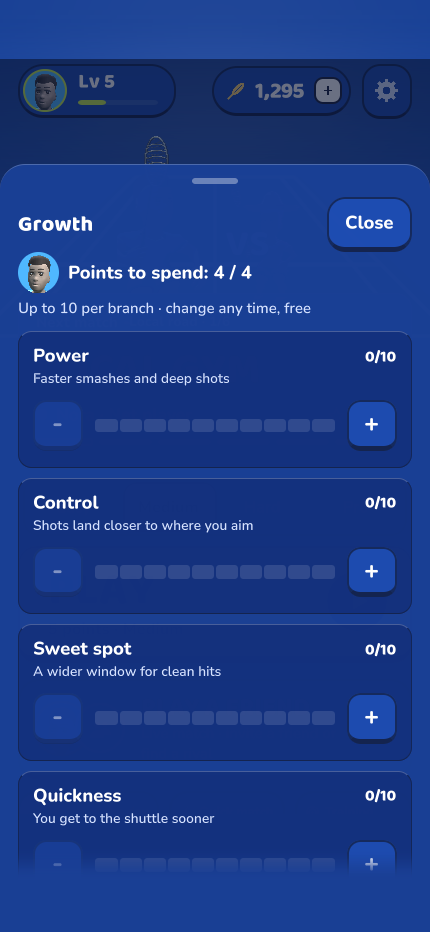 Lv 5
1,295
+
Growth
Close
Points to spend: 4 / 4
Up to 10 per branch · change any time, free
Power
0/10
Faster smashes and deep shots
-
+
Control
0/10
Shots land closer to where you aim
-
+
Sweet spot
0/10
A wider window for clean hits
-
+
Quickness
0/10
You get to the shuttle sooner
-
+